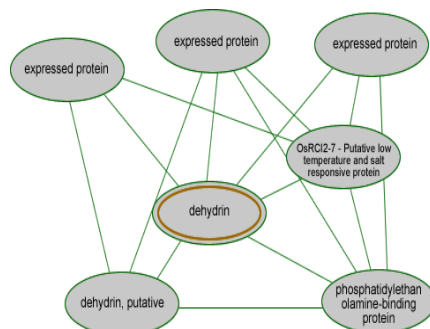 expressed protein
expressed protein
expressed protein
OsRCI2-7 - Putative low
temperature and salt
responsive protein
dehydrin
dehydrin, putative
phosphatidylethan
olamine-binding
protein